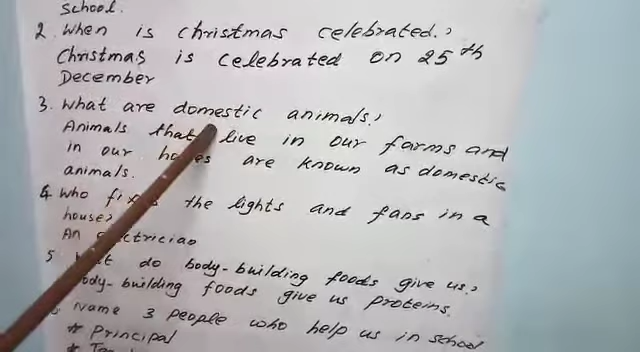 school.
2. When is christmas celebrated.?
Christmas is celebrated on 25th
December
3. What are domestic animals?
Animals that live in our farms and
in our are known as domestic
animals.
4 Who the lights and fans in a
house?
An
5 do body-building foods give us?
body-building foods give us proteins.
Name 3 people who help us in school
* Principal
*